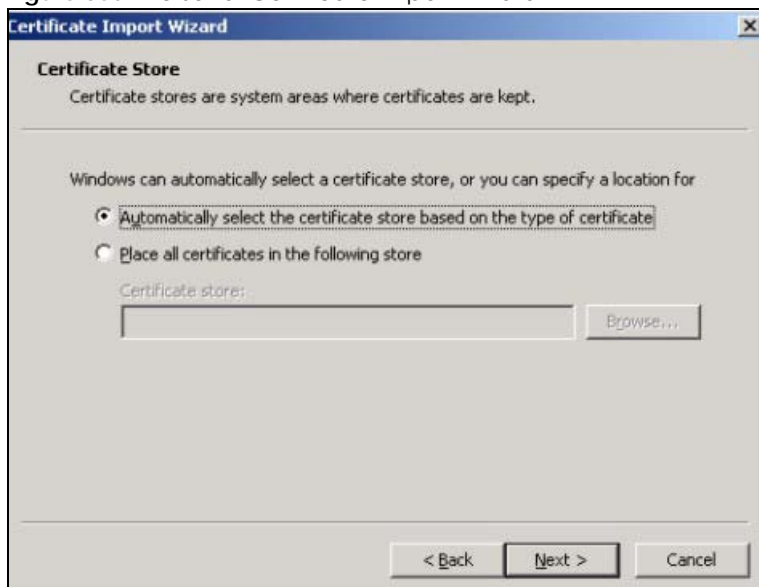 Certificate Import Wizard
Certificate Store
Certificate stores are system areas where certificates are kept.
Windows can automatically select a certificate store, or you can specify a location for
Automatically select the certificate store based on the type of certificate
Place all certificates in the following store
Certificate store:
Browse...
< Back Next > Cancel